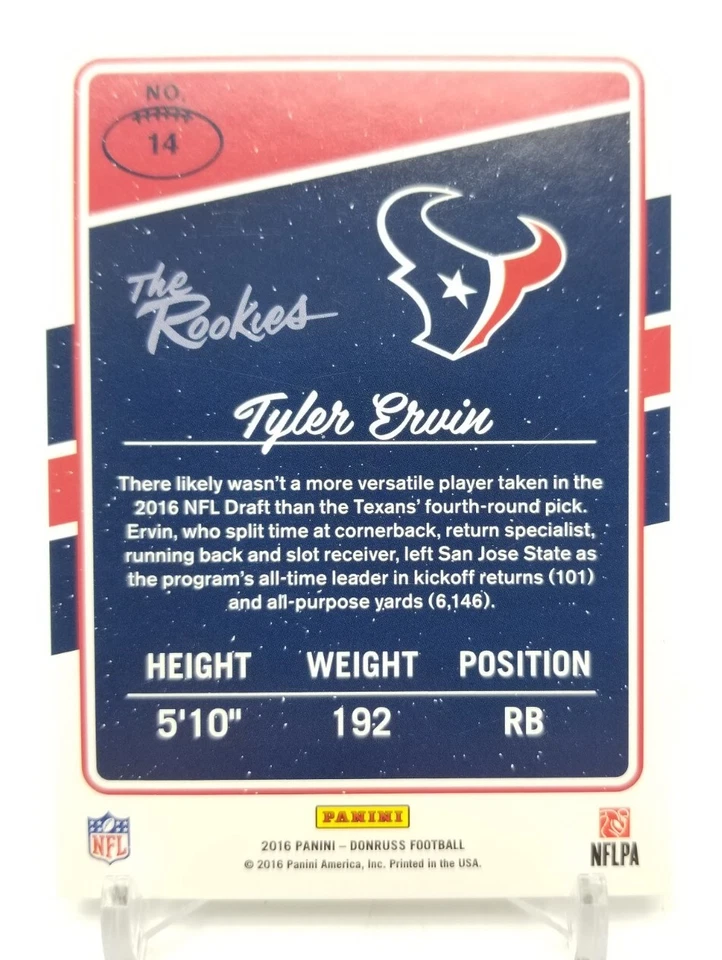 NO.
14
The
Rookies
Tyler Ervin
There likely wasn't a more versatile player taken in the
2016 NFL Draft than the Texans' fourth-round pick.
Ervin, who split time at cornerback, return specialist,
running back and slot receiver, left San Jose State as
the program's all-time leader in kickoff returns (101)
and all-purpose yards (6,146).
HEIGHT WEIGHT POSITION
5'10" 192 RB
PANINI
NFL
2016 PANINI – DONRUSS FOOTBALL
© 2016 Panini America, Inc. Printed in the USA.
NFLPA